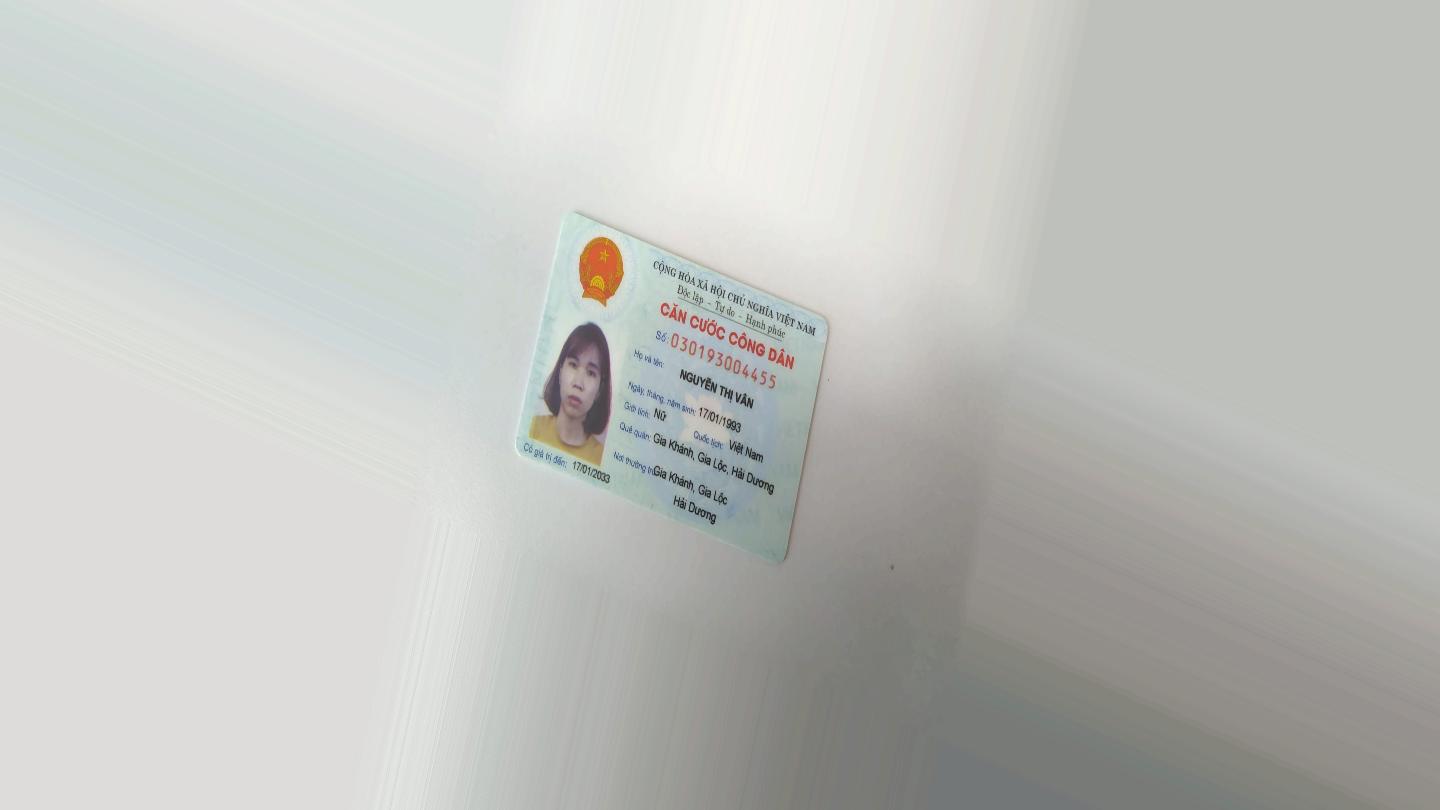 CỘNG HÒA XÃ HỘI CHỦ NGHĨA VIỆT NAM
Độc lập - Tự do - Hạnh phúc
CĂN CƯỚC CÔNG DÂN
Số: 030193004455
Họ và tên:
NGUYỄN THỊ VÂN
Ngày, tháng, năm sinh: 17/01/1993
Giới tính: Nữ Quốc tịch: Việt Nam
Quê quán: Gia Khánh, Gia Lộc, Hải Dương
Nơi thường trú: Gia Khánh, Gia Lộc
Hải Dương
Có giá trị đến: 17/01/2033